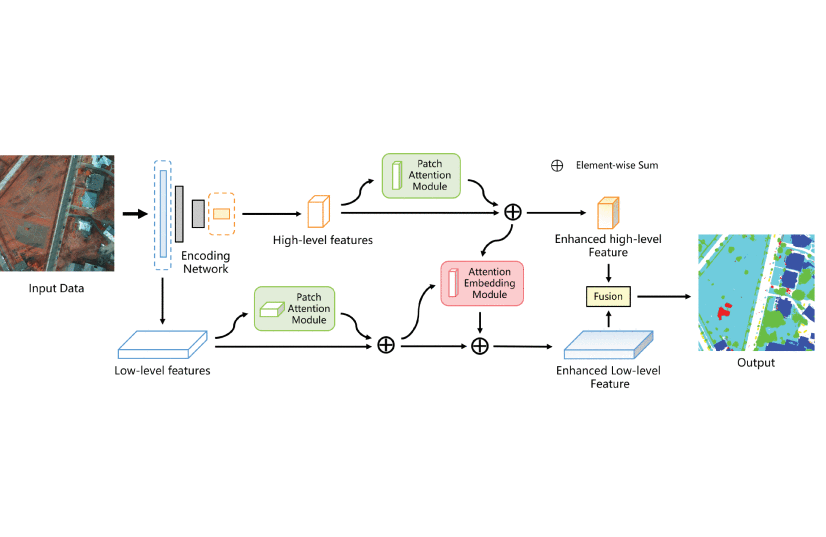 Patch
Attention
Module
Element-wise Sum
Input Data
Encoding
Network
High-level features
Enhanced high-level
Feature
Patch
Attention
Module
Attention
Embedding
Module
Fusion
Low-level features
Enhanced Low-level
Feature
Output